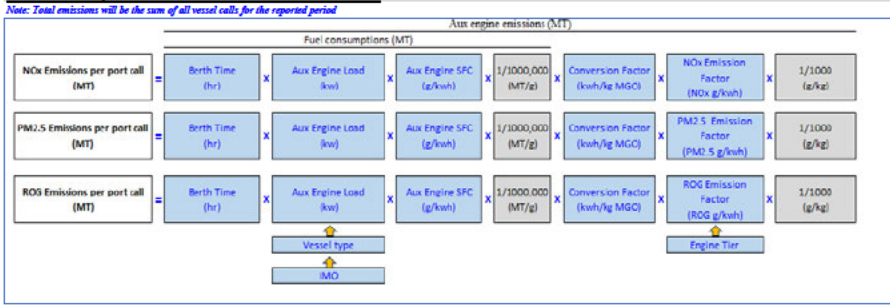 Note: Total emissions will be the sum of all vessel calls for the reported period
Aux engine emissions (MT)
Fuel consumptions (MT)
NOx Emissions per port call (MT) = Berth Time (hr) x Aux Engine Load (kw) x Aux Engine SFC (g/kwh) x 1/1000,000 (MT/g) x Conversion Factor (kwh/kg MGO) x NOx Emission Factor (NOx g/kwh) x 1/1000 (g/kg)
PM2.5 Emissions per port call (MT) = Berth Time (hr) x Aux Engine Load (kw) x Aux Engine SFC (g/kwh) x 1/1000,000 (MT/g) x Conversion Factor (kwh/kg MGO) x PM2.5 Emission Factor (PM2.5 g/kwh) x 1/1000 (g/kg)
ROG Emissions per port call (MT) = Berth Time (hr) x Aux Engine Load (kw) x Aux Engine SFC (g/kwh) x 1/1000,000 (MT/g) x Conversion Factor (kwh/kg MGO) x ROG Emission Factor (ROG g/kwh) x 1/1000 (g/kg)
Vessel type
Engine Tier
IMO